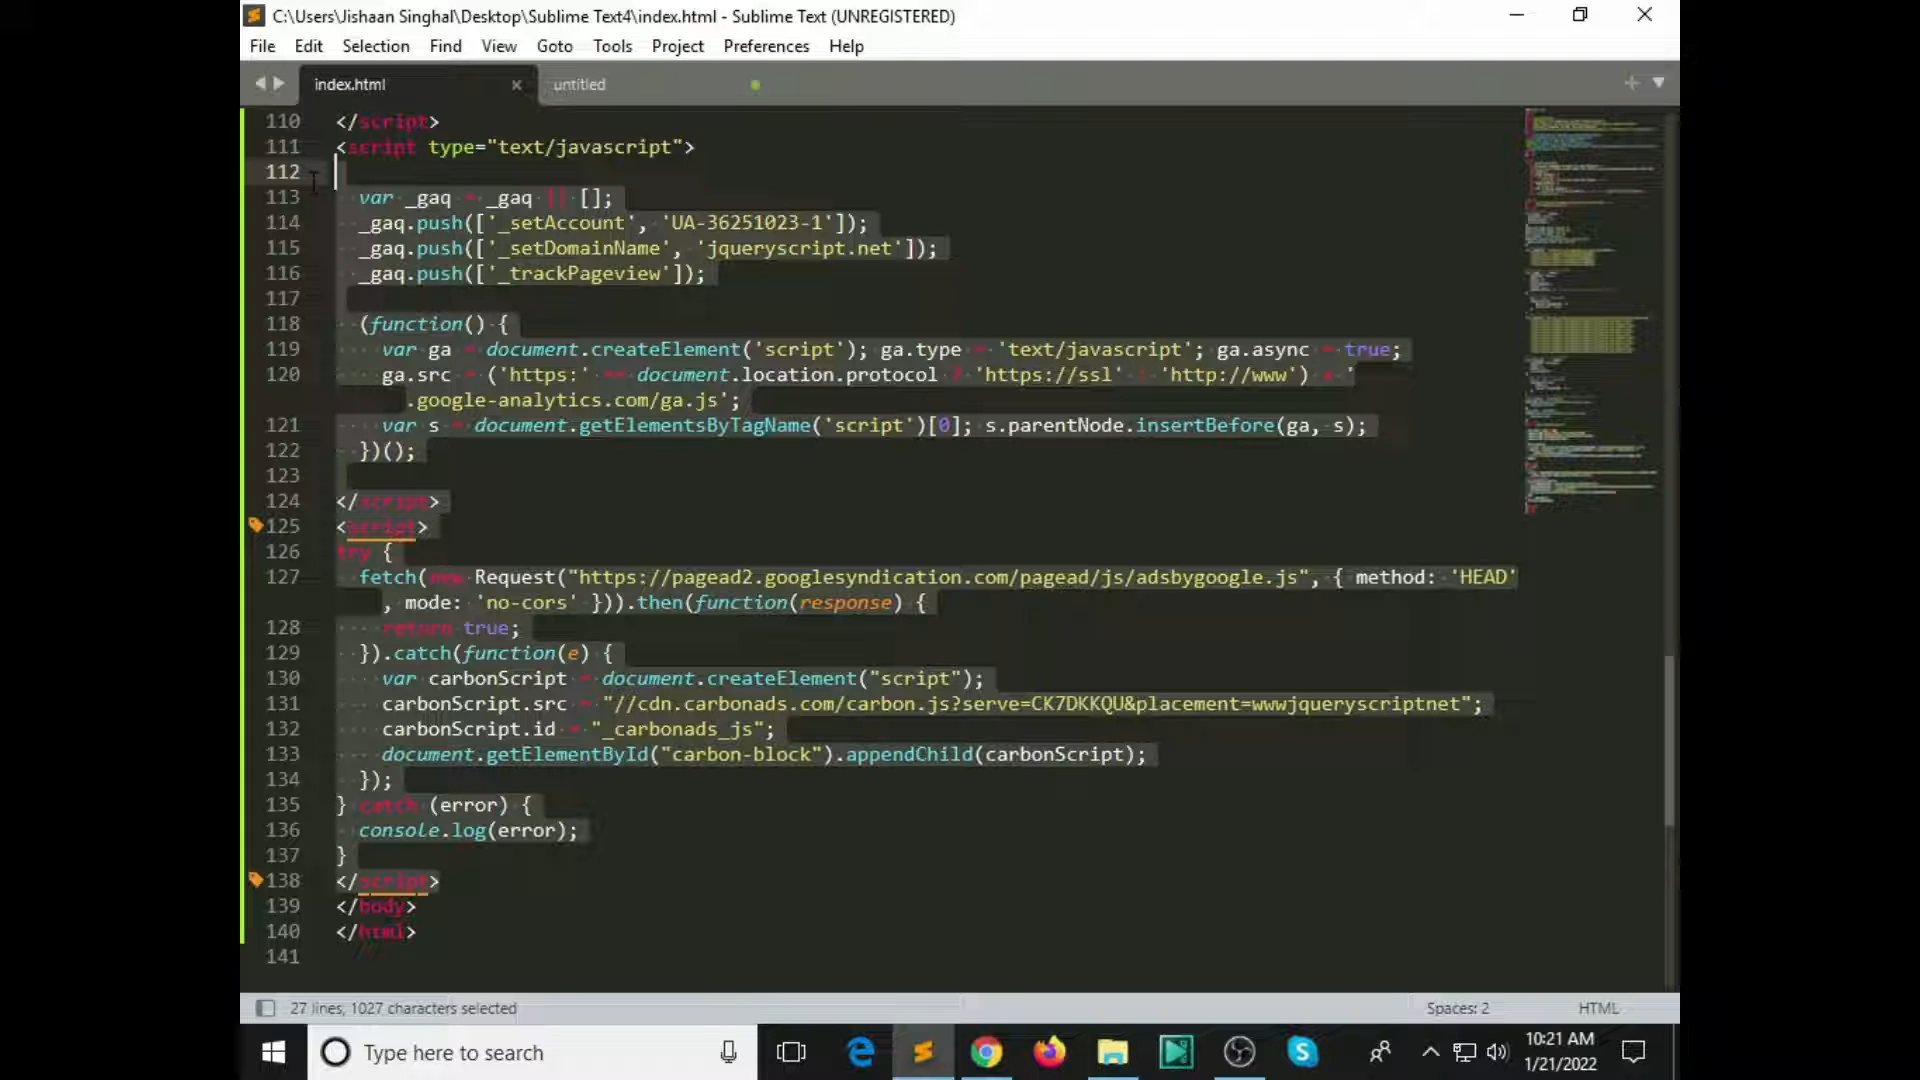 C:\Users\Jishaan Singhal\Desktop\Sublime Text4\index.html - Sublime Text (UNREGISTERED)
File Edit Selection Find View Goto Tools Project Preferences Help
index.html untitled
110 </script>
111 <script type="text/javascript">
112
113 var _gaq = _gaq || [];
114 _gaq.push(['_setAccount', 'UA-36251023-1']);
115 _gaq.push(['_setDomainName', 'jqueryscript.net']);
116 _gaq.push(['_trackPageview']);
117
118 (function() {
119 var ga = document.createElement('script'); ga.type = 'text/javascript'; ga.async = true;
120 ga.src = ('https:' == document.location.protocol ? 'https://ssl' : 'http://www') + '
.google-analytics.com/ga.js';
121 var s = document.getElementsByTagName('script')[0]; s.parentNode.insertBefore(ga, s);
122 })();
123
124 </script>
125 <script>
126 try {
127 fetch(new Request("https://pagead2.googlesyndication.com/pagead/js/adsbygoogle.js", { method: 'HEAD'
, mode: 'no-cors' })).then(function(response) {
128 return true;
129 }).catch(function(e) {
130 var carbonScript = document.createElement("script");
131 carbonScript.src = "//cdn.carbonads.com/carbon.js?serve=CK7DKKQU&placement=wwwjqueryscriptnet";
132 carbonScript.id = "_carbonads_js";
133 document.getElementById("carbon-block").appendChild(carbonScript);
134 });
135 } catch (error) {
136 console.log(error);
137 }
138 </script>
139 </body>
140 </html>
141
27 lines, 1027 characters selected Spaces: 2 HTML
Type here to search
10:21 AM
1/21/2022